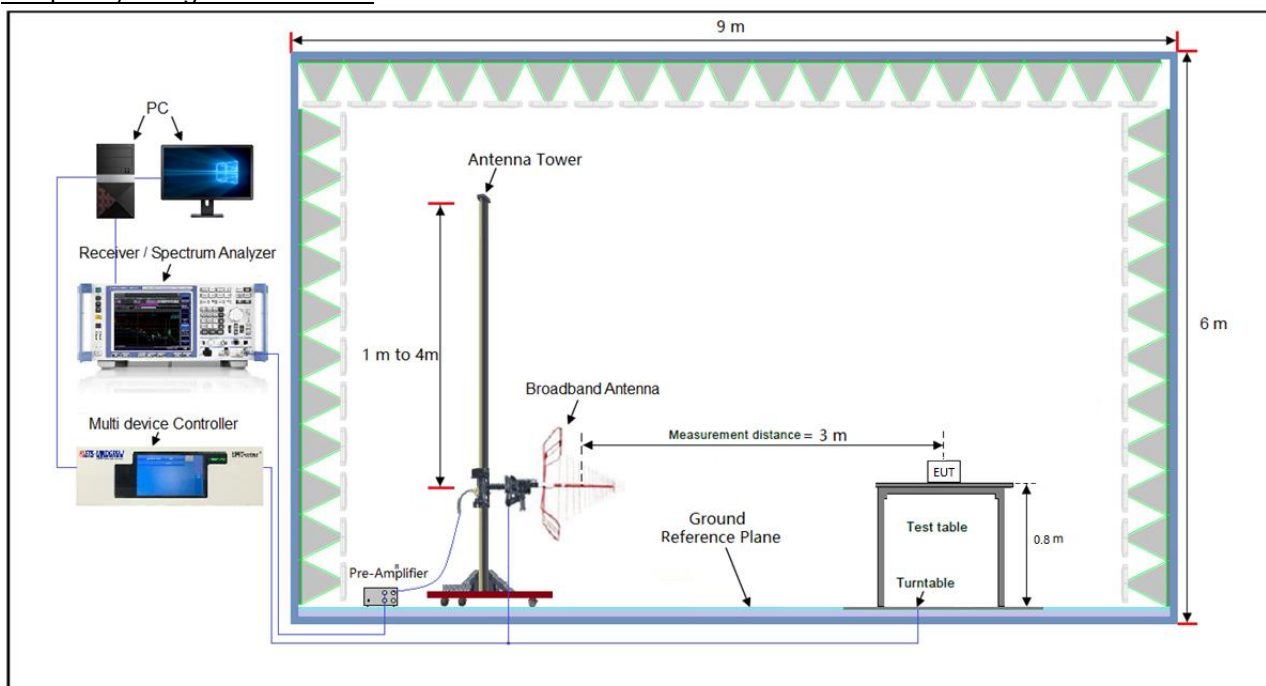 9 m
PC
Antenna Tower
Receiver / Spectrum Analyzer
6 m
1 m to 4m
Broadband Antenna
Multi device Controller
Measurement distance = 3 m
EUT
Ground
Reference Plane
Test table
0.8 m
Pre-Amplifier
Turntable